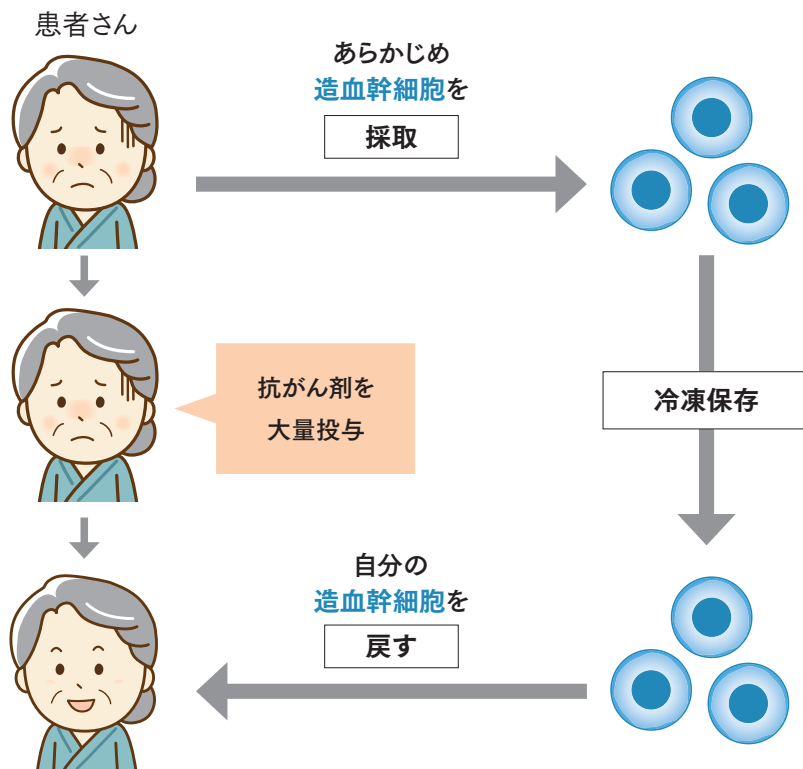 患者さん
あらかじめ
造血幹細胞を
採取
抗がん剤を
大量投与
冷凍保存
自分の
造血幹細胞を
戻す